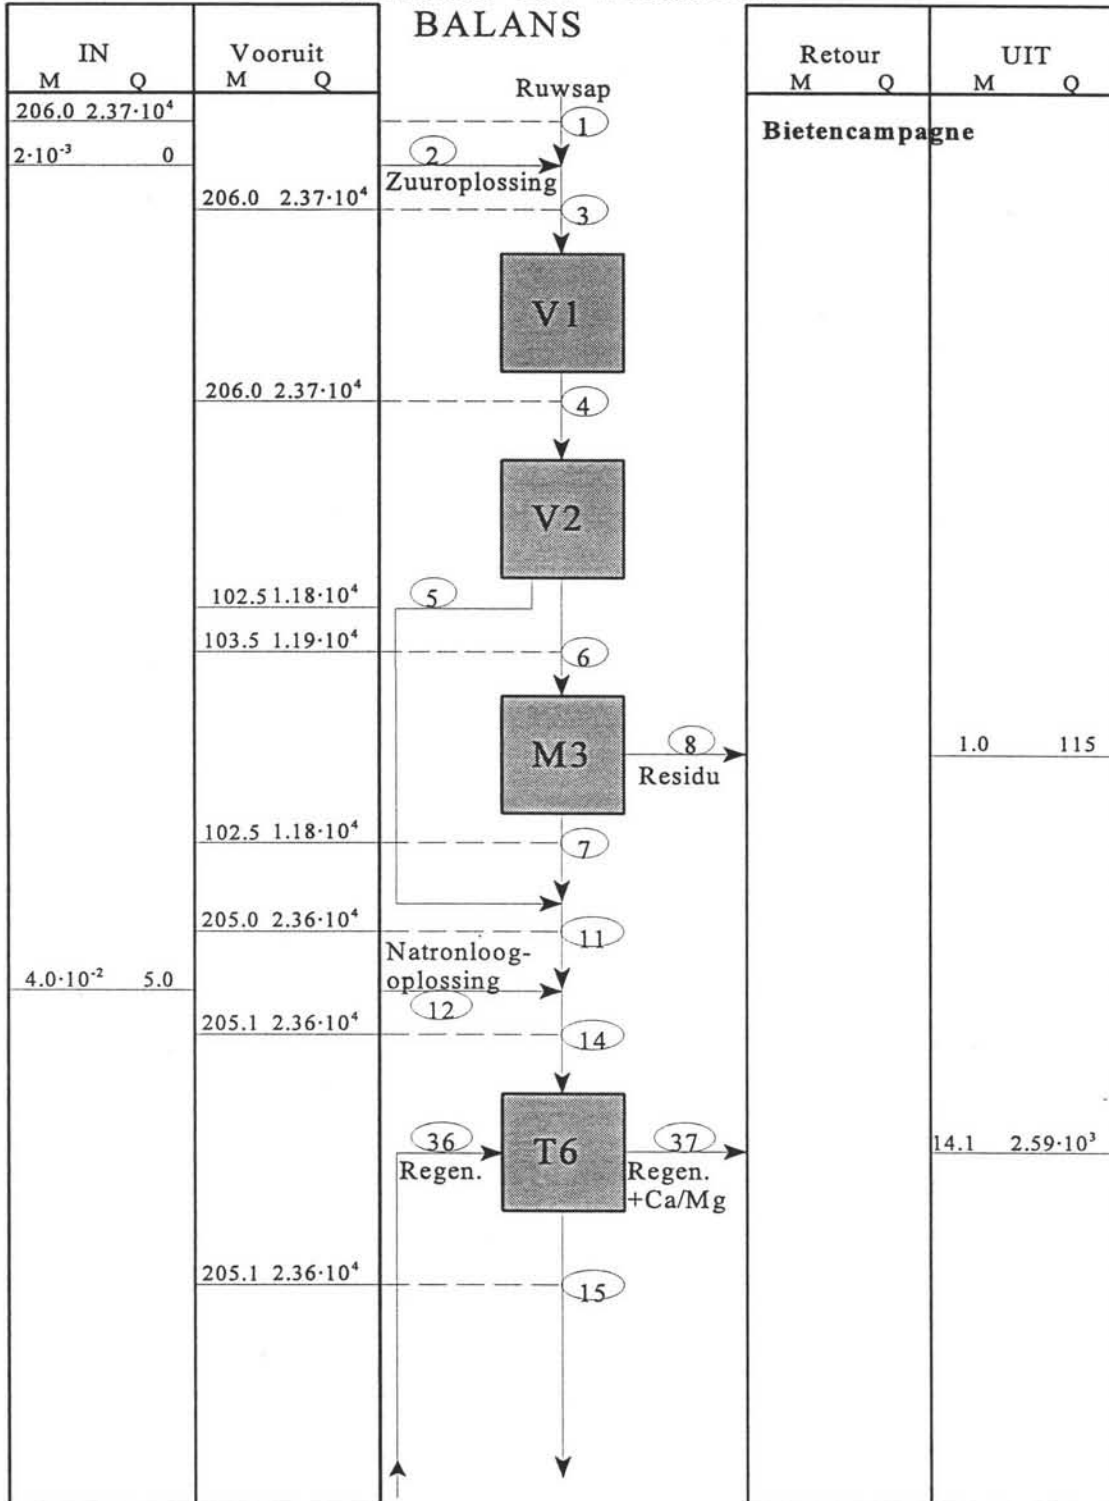 BALANS
IN
M Q
Vooruit
M Q
Retour
M Q
UIT
M Q
Ruwsap
206.0 2.37·10⁴
1
Bietencampagne
2·10⁻³ 0
2
Zuuroplossing
206.0 2.37·10⁴
3
V1
206.0 2.37·10⁴
4
V2
102.5 1.18·10⁴
5
103.5 1.19·10⁴
6
M3
8
Residu
1.0 115
102.5 1.18·10⁴
7
205.0 2.36·10⁴
11
Natronloog-
oplossing
4.0·10⁻² 5.0
12
205.1 2.36·10⁴
14
36
Regen.
T6
37
Regen.
+Ca/Mg
14.1 2.59·10³
205.1 2.36·10⁴
15